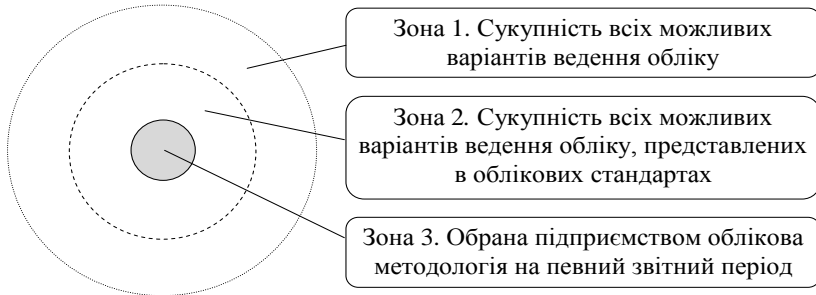 Зона 1. Сукупність всіх можливих
варіантів ведення обліку
Зона 2. Сукупність всіх можливих
варіантів ведення обліку, представлених
в облікових стандартах
Зона 3. Обрана підприємством облікова
методологія на певний звітний період